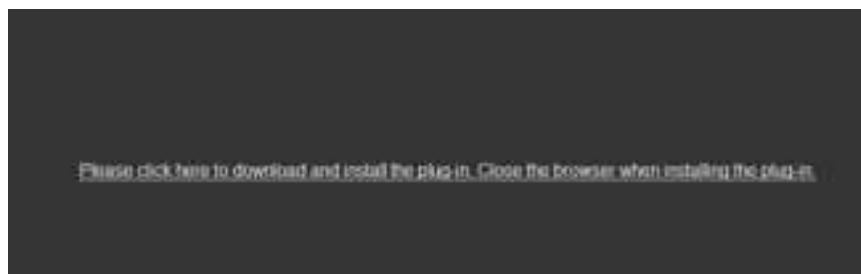 Please click here to download and install the plug-in. Close the browser when installing the plug-in.